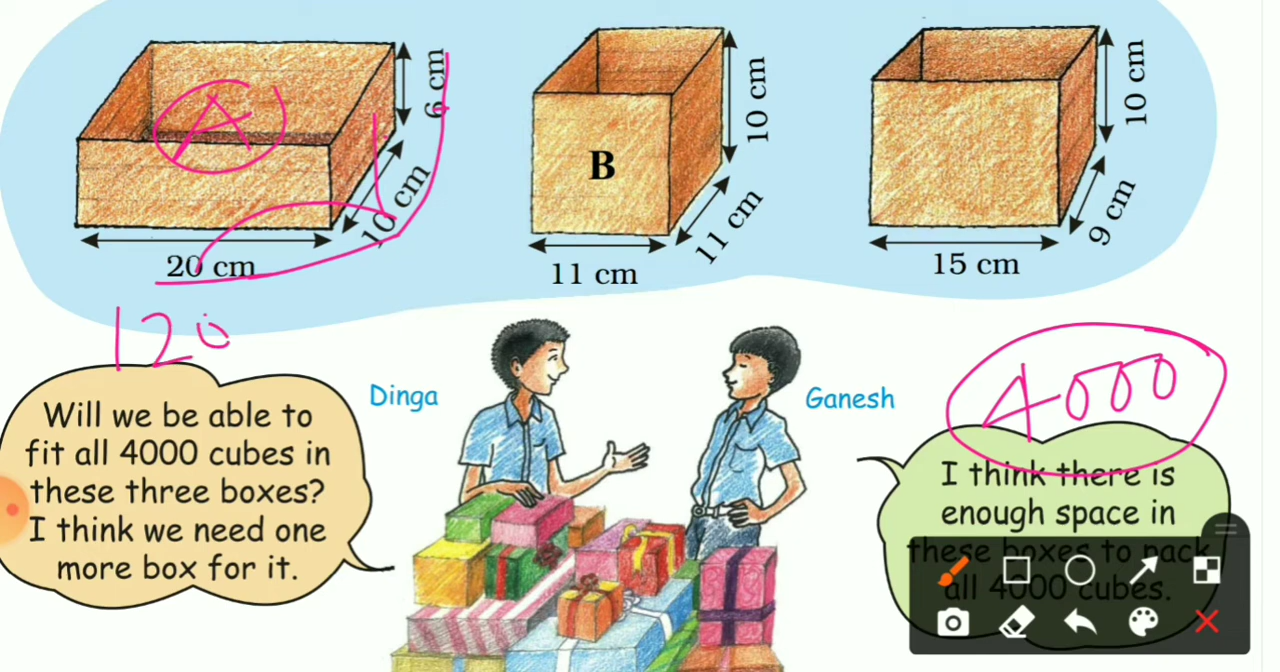 A
6 cm
10 cm
20 cm
B
10 cm
11 cm
11 cm
10 cm
9 cm
15 cm
120
4000
Dinga
Ganesh
Will we be able to
fit all 4000 cubes in
these three boxes?
I think we need one
more box for it.
I think there is
enough space in
these boxes to pack
all 4000 cubes.